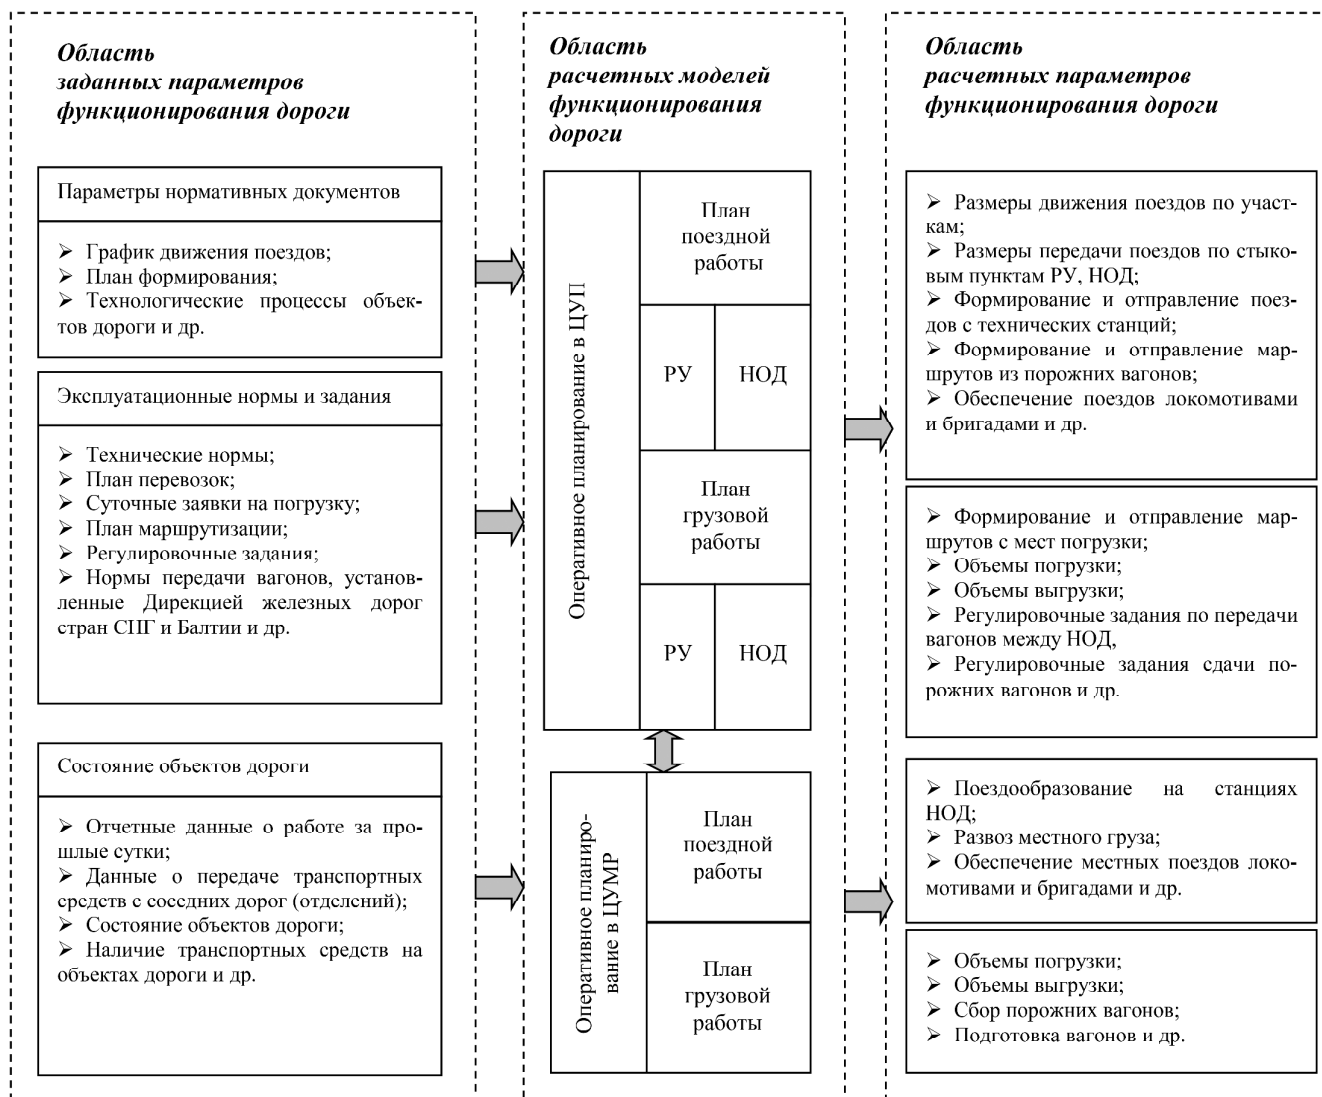 Область
заданных параметров
функционирования дороги
Параметры нормативных документов
➢ График движения поездов;
➢ План формирования;
➢ Технологические процессы объек-
тов дороги и др.
Эксплуатационные нормы и задания
➢ Технические нормы;
➢ План перевозок;
➢ Суточные заявки на погрузку;
➢ План маршрутизации;
➢ Регулировочные задания;
➢ Нормы передачи вагонов, установ-
ленные Дирекцией железных дорог
стран СНГ и Балтии и др.
Состояние объектов дороги
➢ Отчетные данные о работе за про-
шлые сутки;
➢ Данные о передаче транспортных
средств с соседних дорог (отделений);
➢ Состояние объектов дороги;
➢ Наличие транспортных средств на
объектах дороги и др.
Область
расчетных моделей
функционирования
дороги
Оперативное планирование в ЦУП
План
поездной
работы
РУ
НОД
План
грузовой
работы
РУ
НОД
Оперативное планиро-
вание в ЦУМР
План
поездной
работы
План
грузовой
работы
Область
расчетных параметров
функционирования дороги
➢ Размеры движения поездов по участ-
кам;
➢ Размеры передачи поездов по стыко-
вым пунктам РУ, НОД;
➢ Формирование и отправление поез-
дов с технических станций;
➢ Формирование и отправление мар-
шрутов из порожних вагонов;
➢ Обеспечение поездов локомотивами
и бригадами и др.
➢ Формирование и отправление мар-
шрутов с мест погрузки;
➢ Объемы погрузки;
➢ Объемы выгрузки;
➢ Регулировочные задания по передачи
вагонов между НОД,
➢ Регулировочные задания сдачи по-
рожних вагонов и др.
➢ Поездообразование на станциях
НОД;
➢ Развоз местного груза;
➢ Обеспечение местных поездов локо-
мотивами и бригадами и др.
➢ Объемы погрузки;
➢ Объемы выгрузки;
➢ Сбор порожних вагонов;
➢ Подготовка вагонов и др.